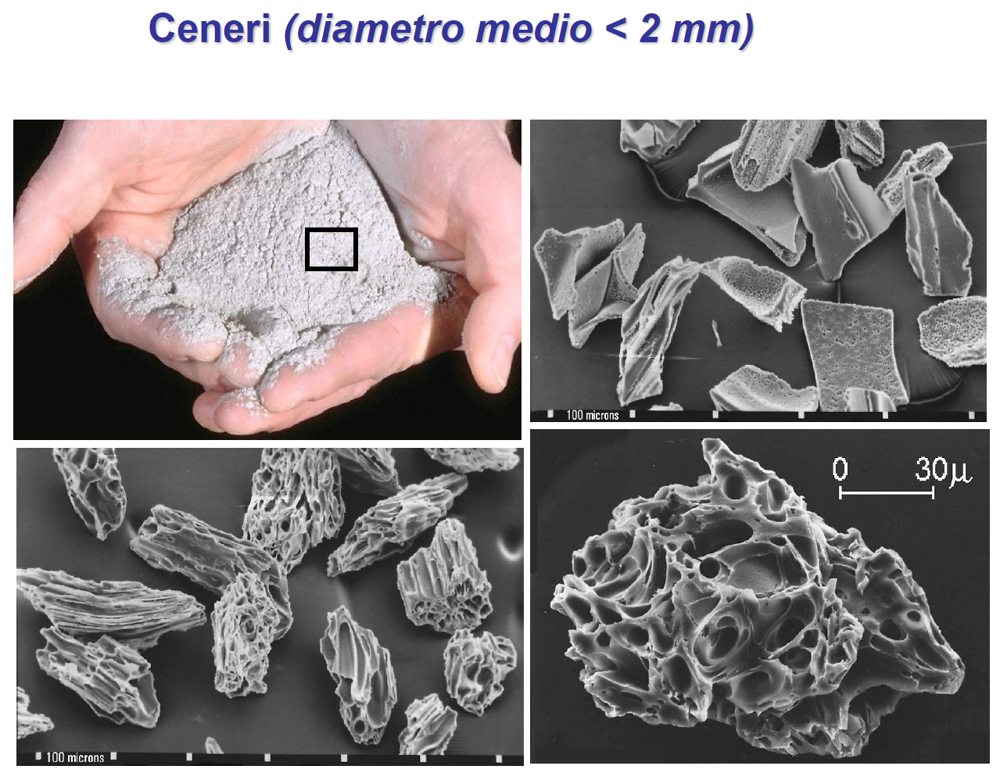 Ceneri (diametro medio < 2 mm)
100 microns
0 30μ
100 microns